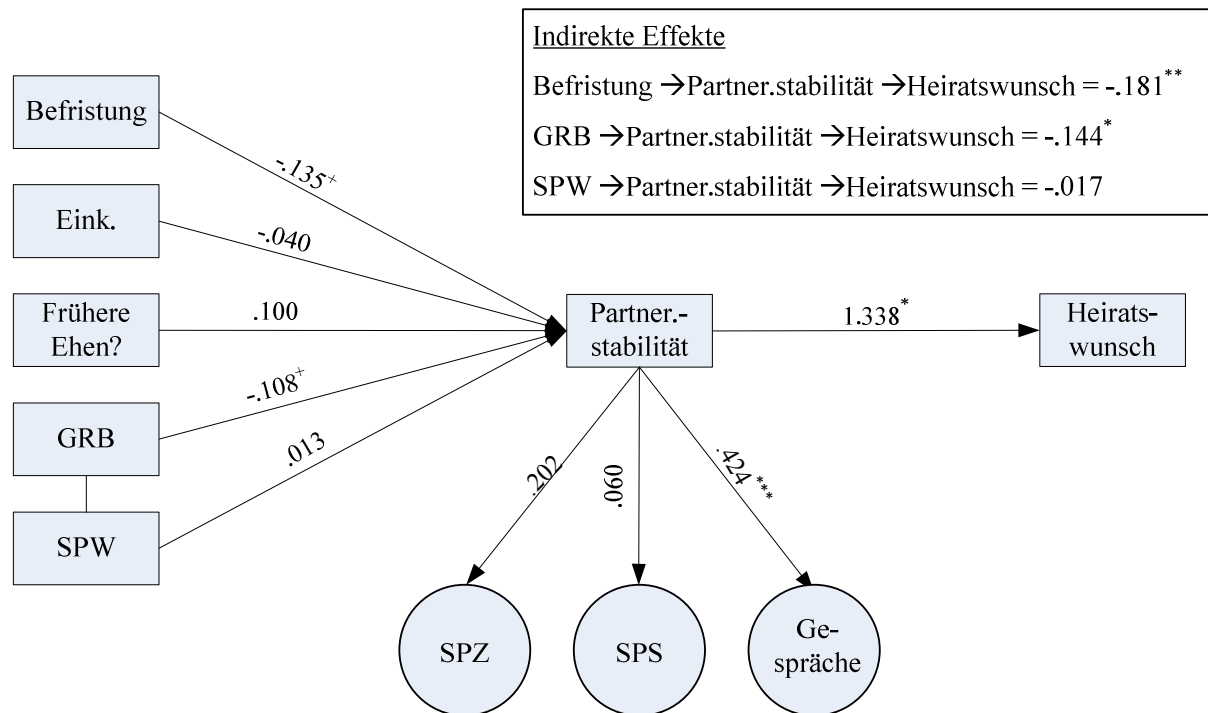 Indirekte Effekte
Befristung →Partner.stabilität →Heiratswunsch = -.181**
GRB →Partner.stabilität →Heiratswunsch = -.144*
SPW →Partner.stabilität →Heiratswunsch = -.017
Befristung
-.135+
Eink.
-.040
Frühere
Ehen?
.100
Partner.-
stabilität
1.338*
Heirats-
wunsch
GRB
-.108+
SPW
.013
.202
.060
.424***
SPZ
SPS
Ge-
spräche